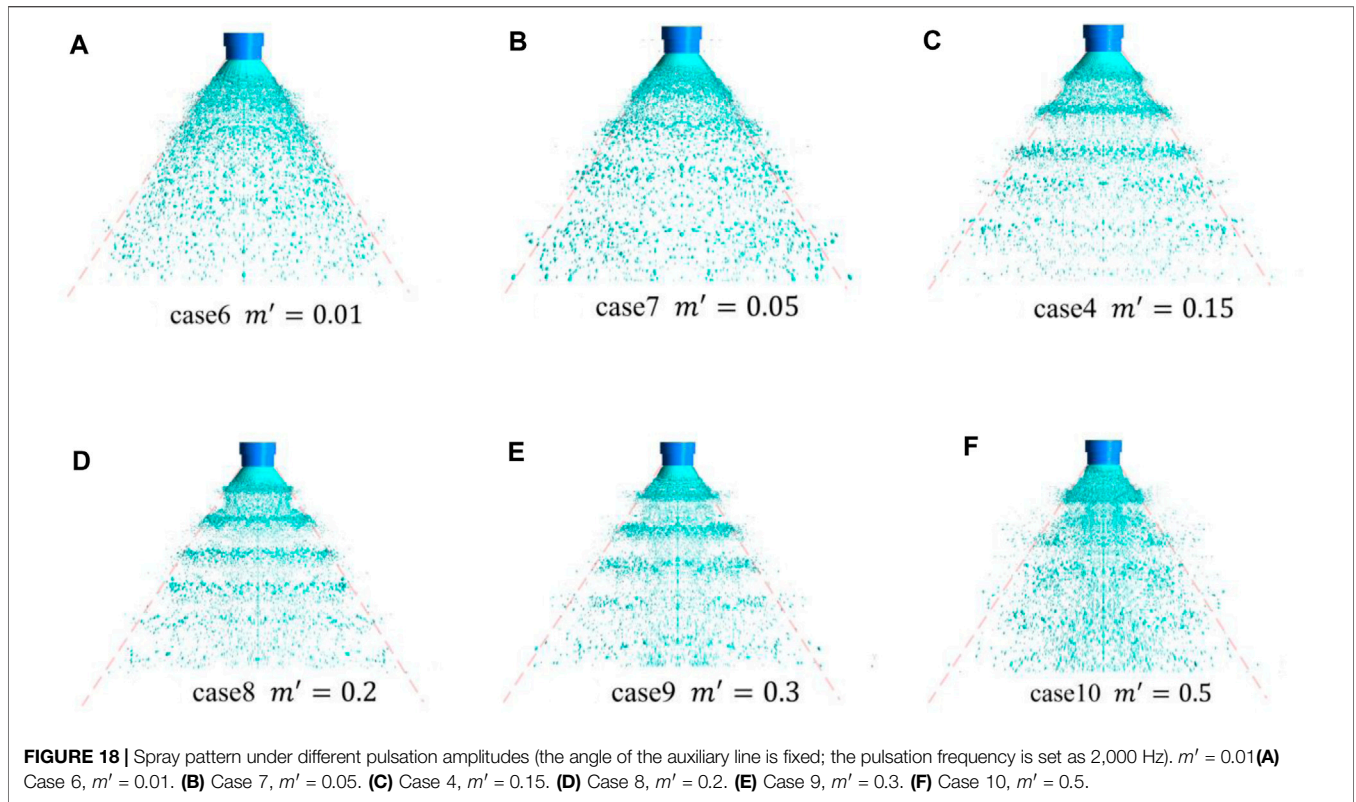 A
B
C
case6 m′ = 0.01
case7 m′ = 0.05
case4 m′ = 0.15
D
E
F
case8 m′ = 0.2
case9 m′ = 0.3
case10 m′ = 0.5
FIGURE 18 | Spray pattern under different pulsation amplitudes (the angle of the auxiliary line is fixed; the pulsation frequency is set as 2,000 Hz). m′ = 0.01(A)
Case 6, m′ = 0.01. (B) Case 7, m′ = 0.05. (C) Case 4, m′ = 0.15. (D) Case 8, m′ = 0.2. (E) Case 9, m′ = 0.3. (F) Case 10, m′ = 0.5.